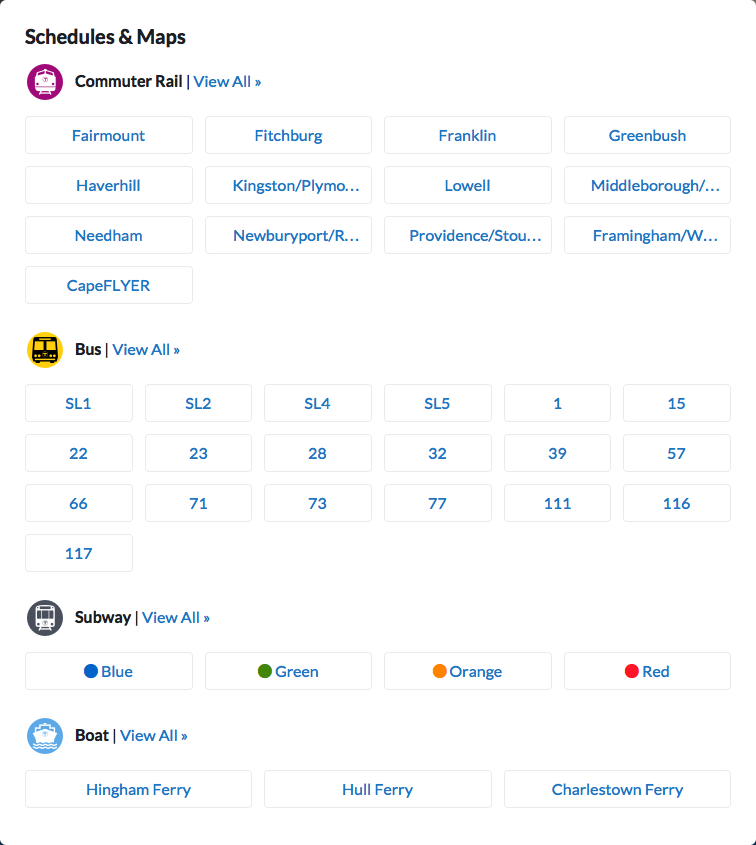 Schedules & Maps
Commuter Rail | View All »
Fairmount Fitchburg Franklin Greenbush
Haverhill Kingston/Plymo... Lowell Middleborough/...
Needham Newburyport/R... Providence/Stou... Framingham/W...
CapeFLYER
Bus | View All »
SL1 SL2 SL4 SL5 1 15
22 23 28 32 39 57
66 71 73 77 111 116
117
Subway | View All »
Blue Green Orange Red
Boat | View All »
Hingham Ferry Hull Ferry Charlestown Ferry